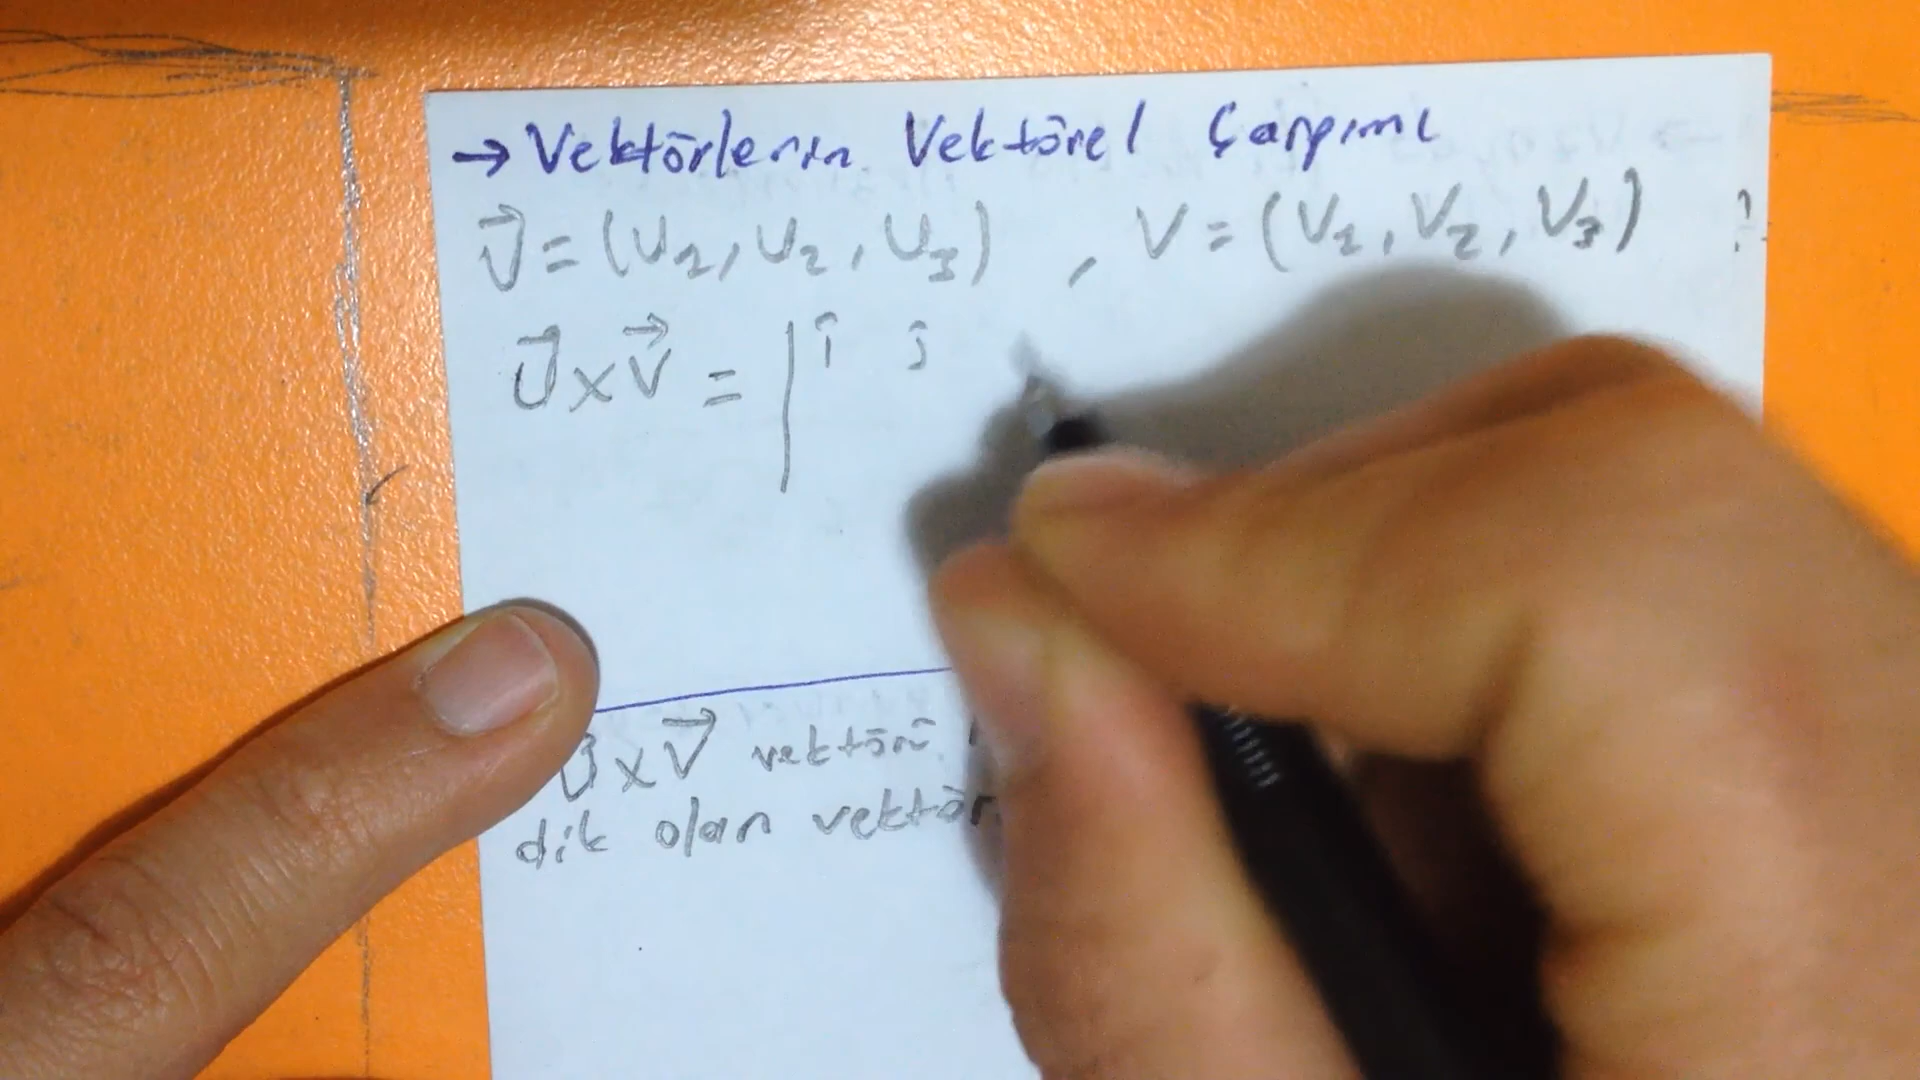 → Vektörlerin Vektörel Çarpımı
U⃗ = (U₁, U₂, U₃) , V = (V₁, V₂, V₃) ?
U⃗ x V⃗ = | i j
U x V⃗ vektörü
dik olan vektör